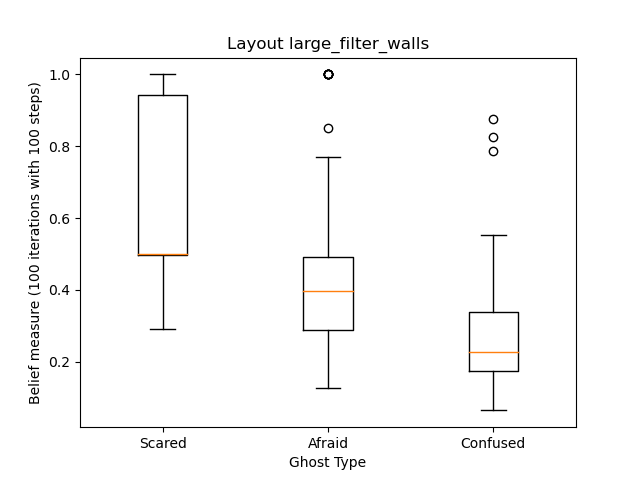 Layout large_filter_walls
Belief measure (100 iterations with 100 steps)
1.0
0.8
0.6
0.4
0.2
Scared Afraid Confused
Ghost Type